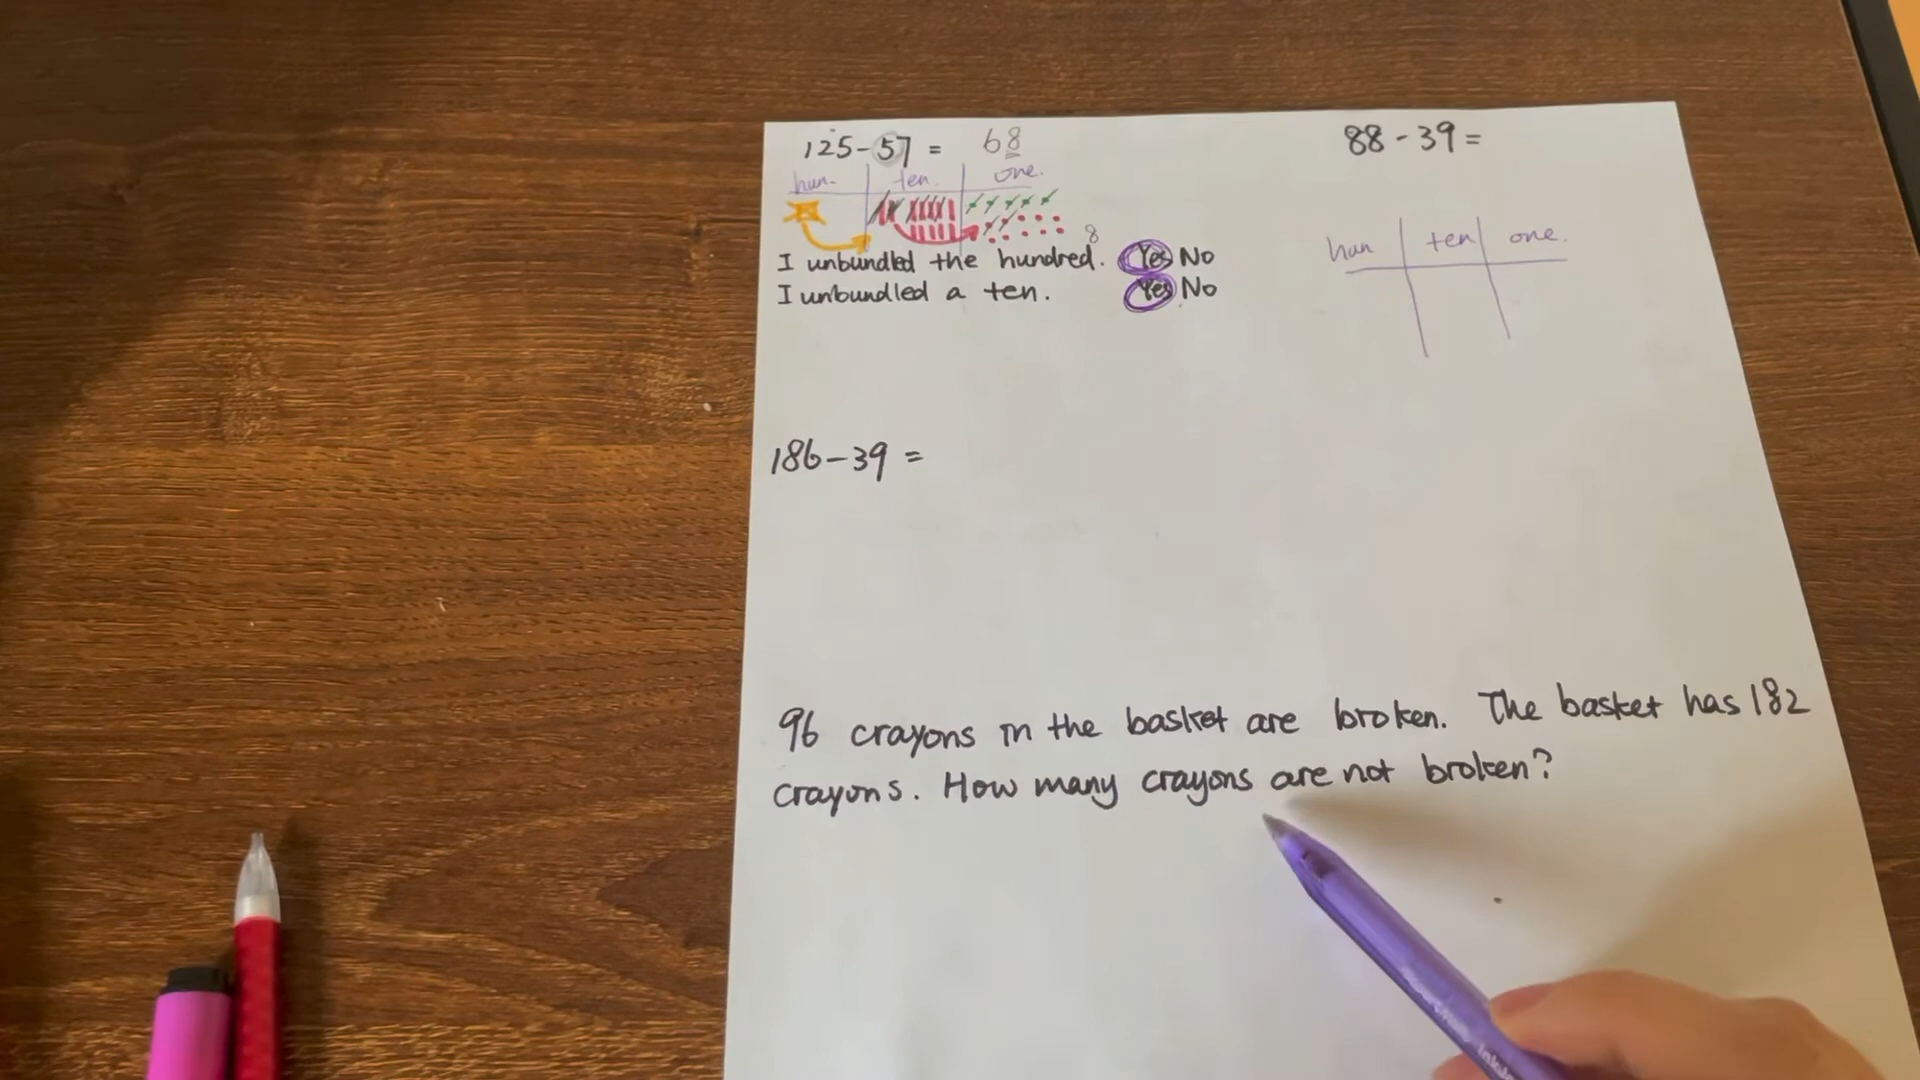 125-57 = 68
hun. ten. one.
8
I unbundled the hundred. Yes No
I unbundled a ten. Yes No
88-39=
hun ten one.
186-39 =
96 crayons in the basket are broken. The basket has 182
crayons. How many crayons are not broken?